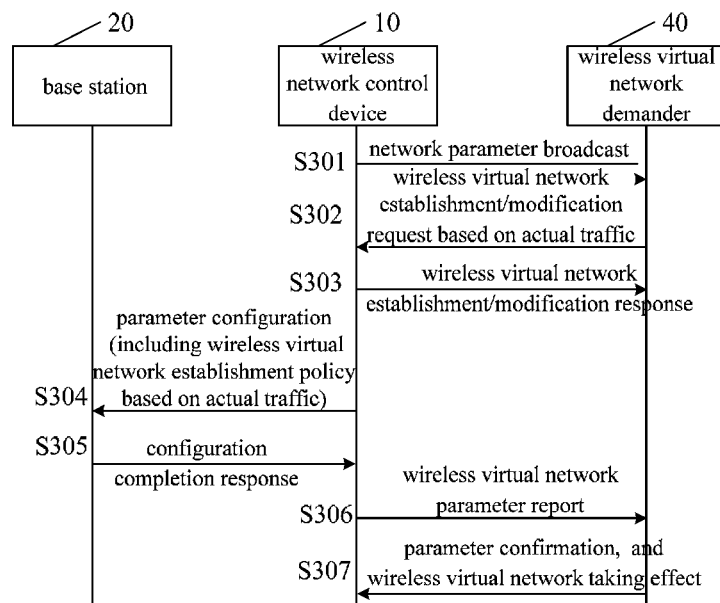 20
10
40
base station
wireless
network control
device
wireless virtual
network
demander
S301
network parameter broadcast
wireless virtual network
S302
establishment/modification
request based on actual traffic
S303
wireless virtual network
establishment/modification response
parameter configuration
(including wireless virtual
network establishment policy
S304
based on actual traffic)
S305
configuration
completion response
wireless virtual network
S306
parameter report
parameter confirmation, and
S307
wireless virtual network taking effect